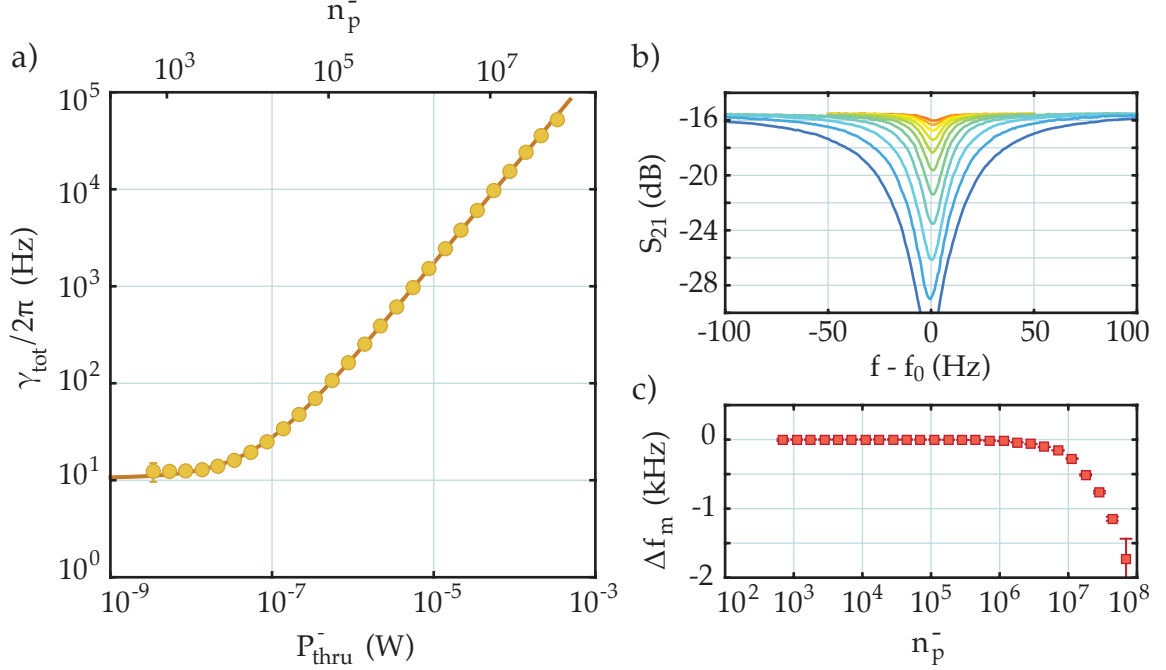 n_p^-
a)
10^3 10^5 10^7
10^5
10^4
10^3
10^2
10^1
10^0
γ_tot/2π (Hz)
10^-9 10^-7 10^-5 10^-3
P_thru^- (W)
b)
-16
-20
-24
-28
S_21 (dB)
-100 -50 0 50 100
f - f_0 (Hz)
c)
0
-1
-2
Δf_m (kHz)
10^2 10^3 10^4 10^5 10^6 10^7 10^8
n_p^-